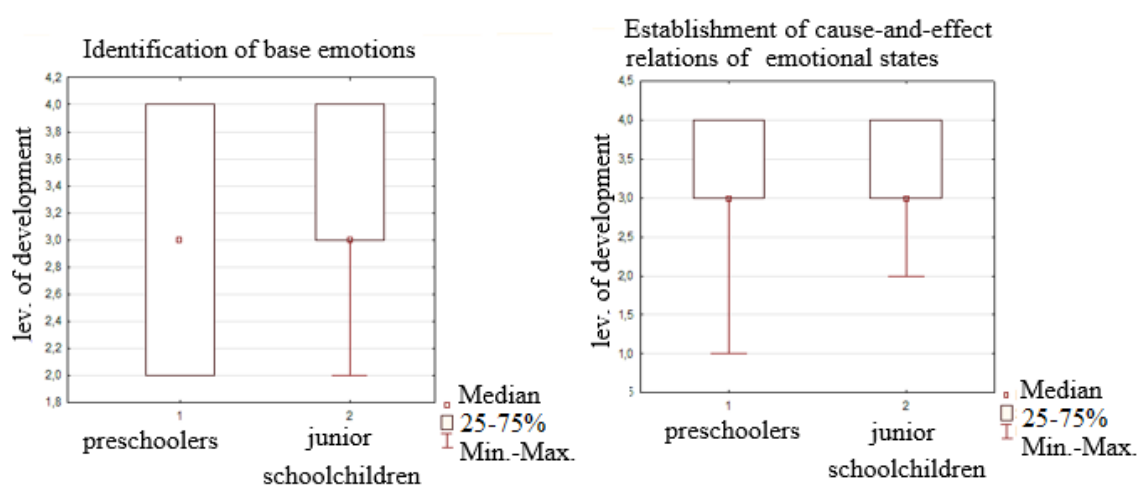 Identification of base emotions
4,2
4,0
3,8
3,6
3,4
3,2
3,0
2,8
2,6
2,4
2,2
2,0
1,8
lev. of development
1
2
preschoolers
junior
schoolchildren
Median
25-75%
Min.-Max.
Establishment of cause-and-effect
relations of emotional states
4,5
4,0
3,5
3,0
2,5
2,0
1,5
1,0
5
lev. of development
1
2
preschoolers
junior
schoolchildren
Median
25-75%
Min.-Max.